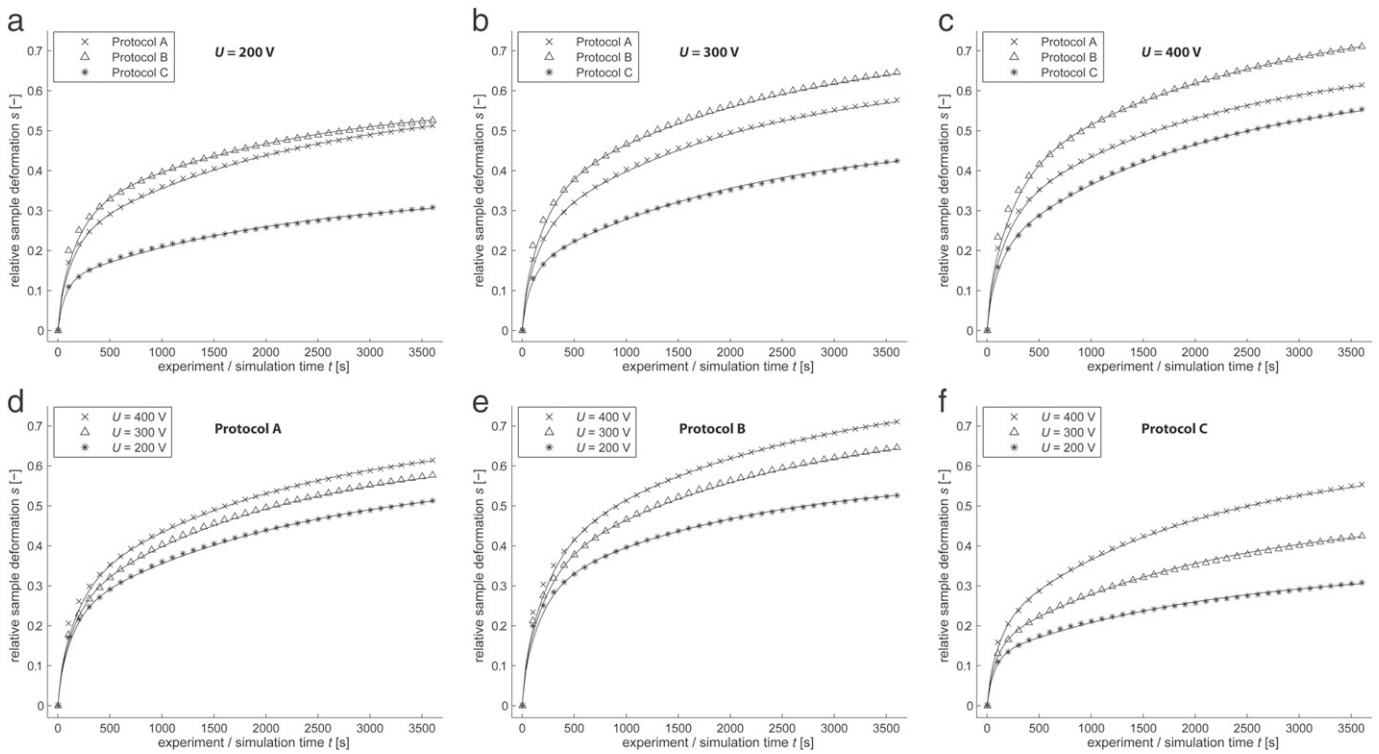 a
Protocol A
Protocol B
Protocol C
U = 200 V
relative sample deformation s [–]
0.7
0.6
0.5
0.4
0.3
0.2
0.1
0
0 500 1000 1500 2000 2500 3000 3500
experiment / simulation time t [s]
b
Protocol A
Protocol B
Protocol C
U = 300 V
relative sample deformation s [–]
0.7
0.6
0.5
0.4
0.3
0.2
0.1
0
0 500 1000 1500 2000 2500 3000 3500
experiment / simulation time t [s]
c
Protocol A
Protocol B
Protocol C
U = 400 V
relative sample deformation s [–]
0.7
0.6
0.5
0.4
0.3
0.2
0.1
0
0 500 1000 1500 2000 2500 3000 3500
experiment / simulation time t [s]
d
U = 400 V
U = 300 V
U = 200 V
Protocol A
relative sample deformation s [–]
0.7
0.6
0.5
0.4
0.3
0.2
0.1
0
0 500 1000 1500 2000 2500 3000 3500
experiment / simulation time t [s]
e
U = 400 V
U = 300 V
U = 200 V
Protocol B
relative sample deformation s [–]
0.7
0.6
0.5
0.4
0.3
0.2
0.1
0
0 500 1000 1500 2000 2500 3000 3500
experiment / simulation time t [s]
f
U = 400 V
U = 300 V
U = 200 V
Protocol C
relative sample deformation s [–]
0.7
0.6
0.5
0.4
0.3
0.2
0.1
0
0 500 1000 1500 2000 2500 3000 3500
experiment / simulation time t [s]